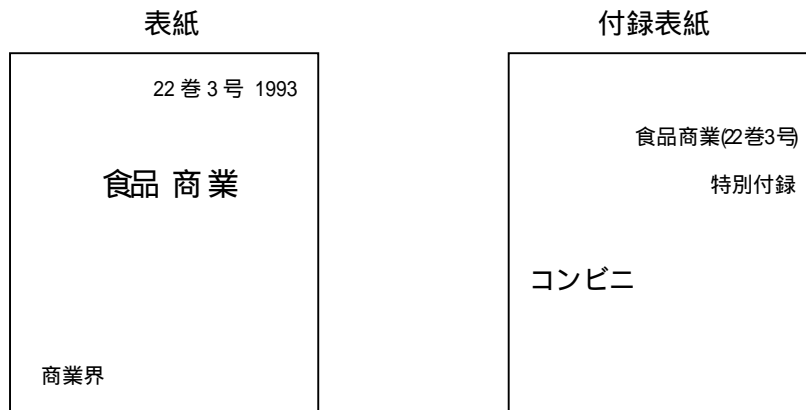 表紙
22 巻 3 号 1993
食品 商 業
商業界
付録表紙
食品商業(22巻3号)
特別付録
コンビニ